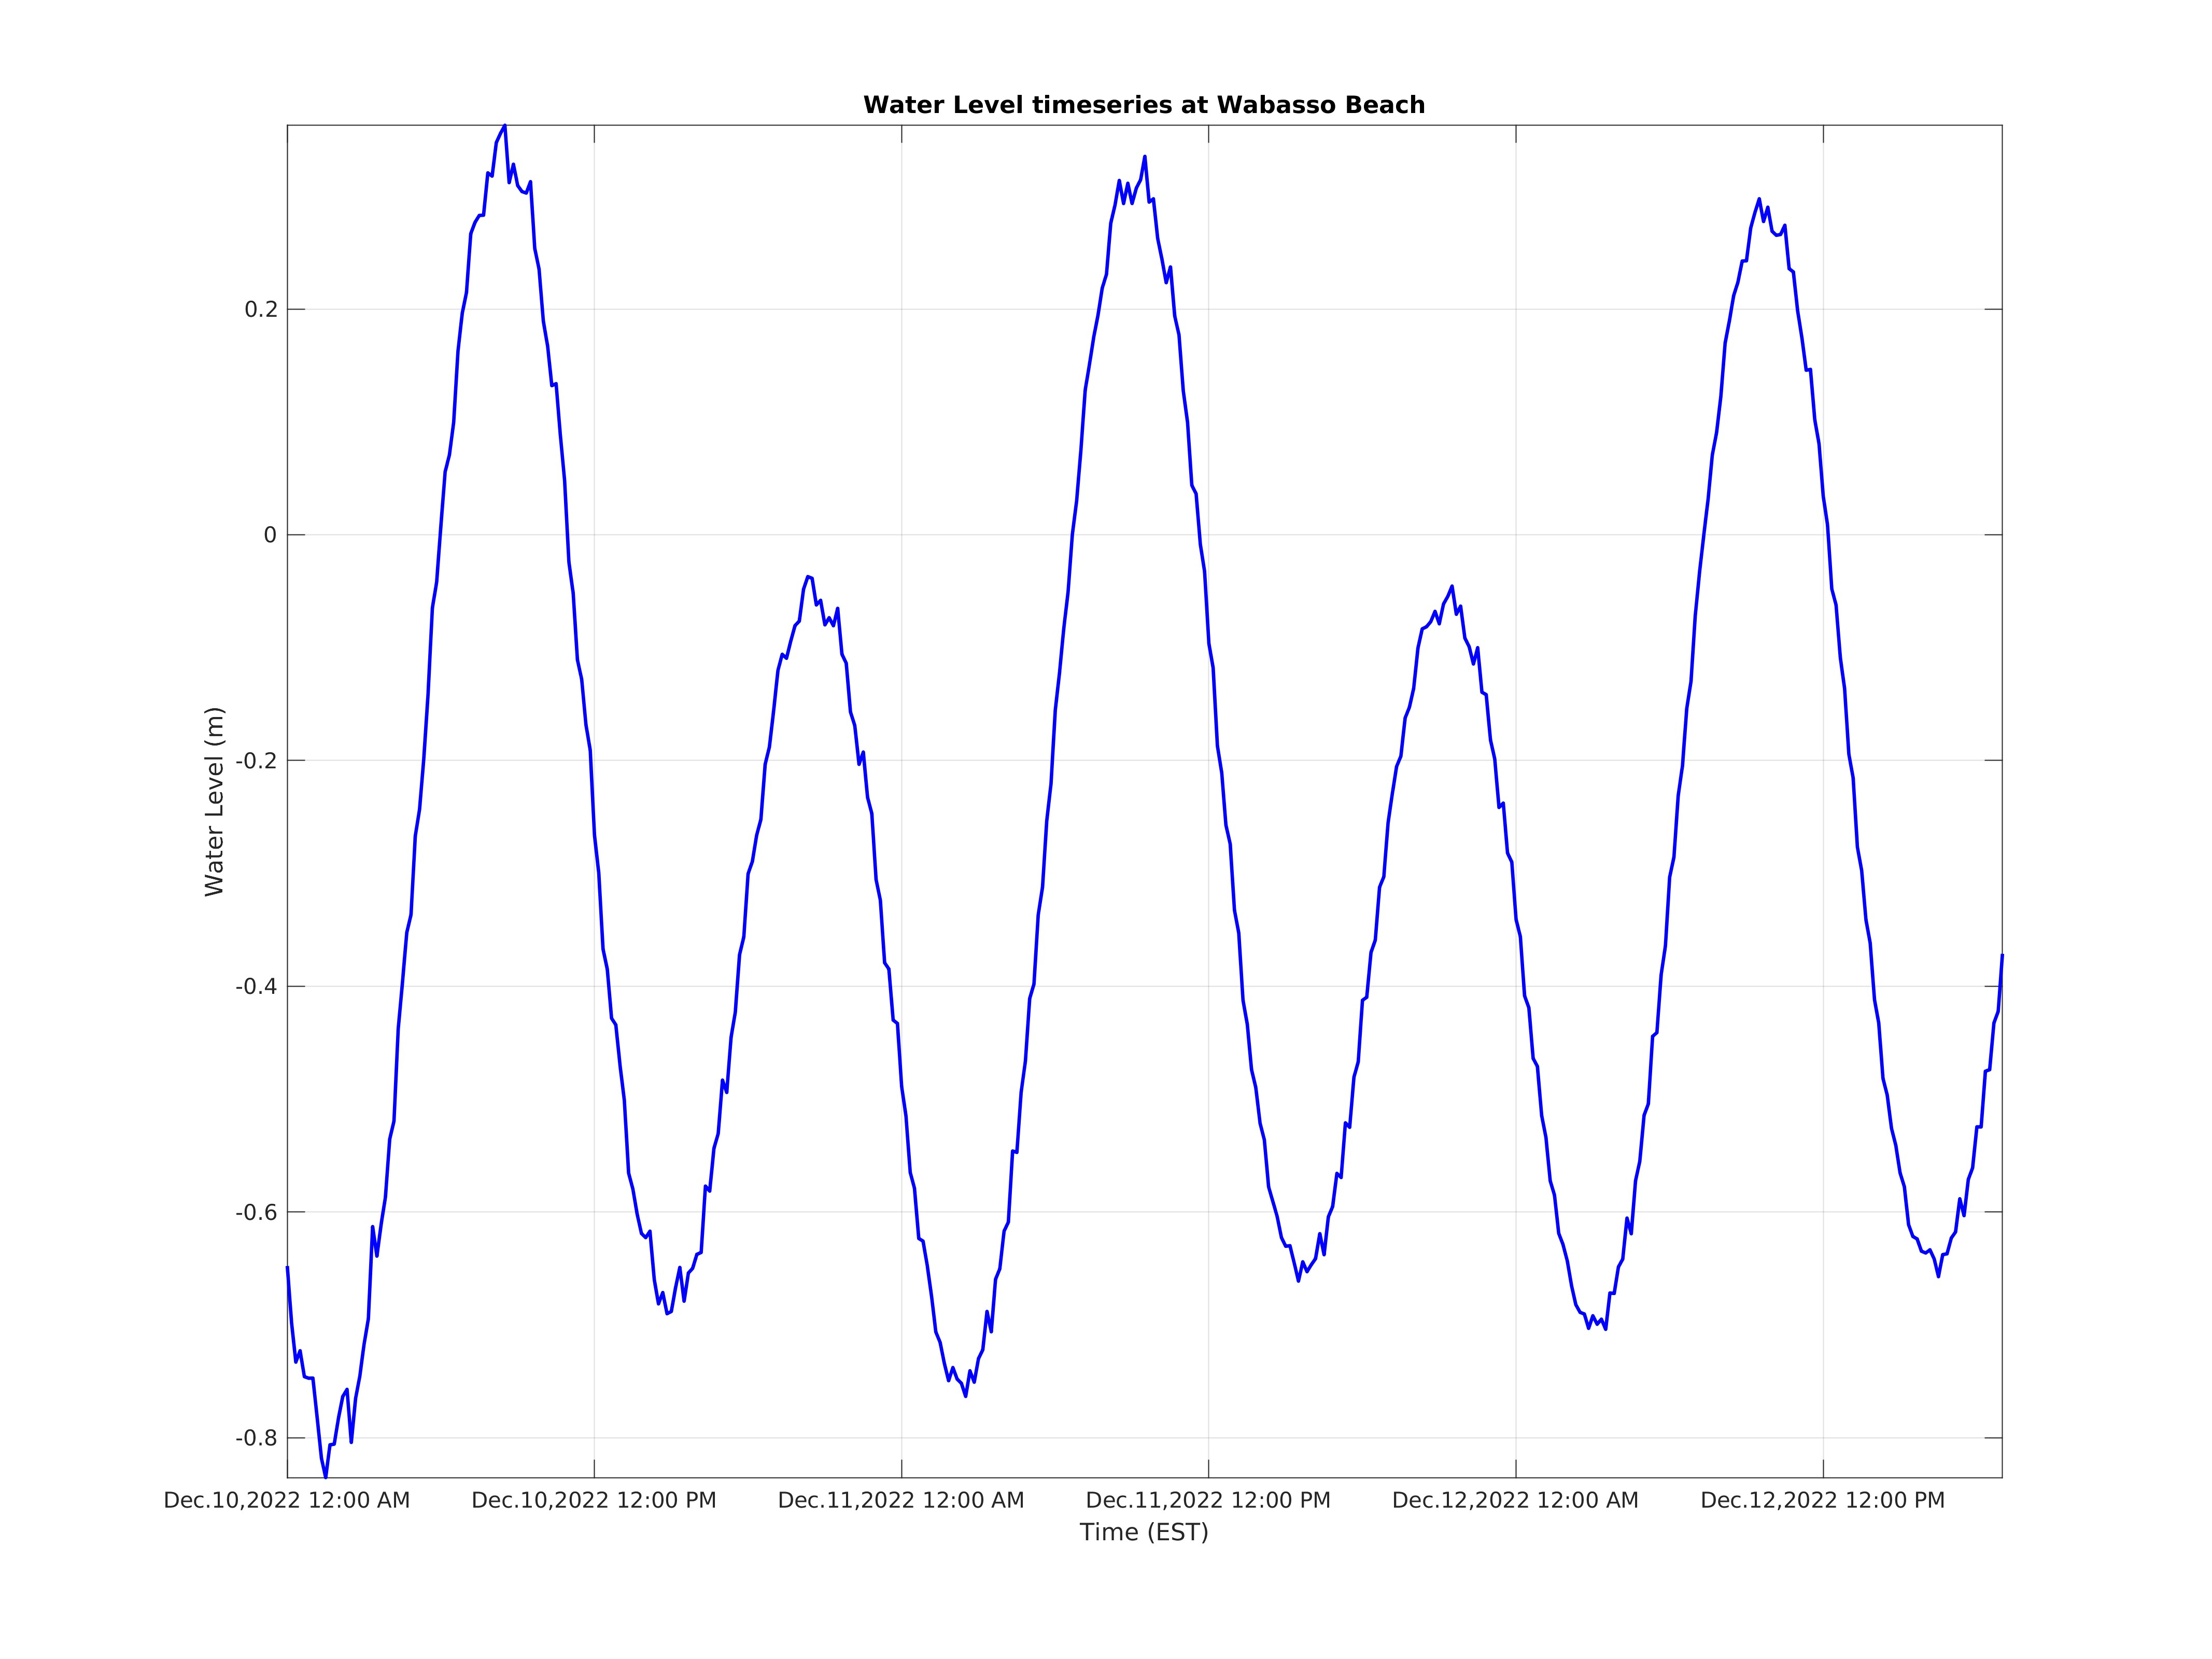 Water Level timeseries at Wabasso Beach
0.2
0
-0.2
-0.4
-0.6
-0.8
Water Level (m)
Dec.10,2022 12:00 AM Dec.10,2022 12:00 PM Dec.11,2022 12:00 AM Dec.11,2022 12:00 PM Dec.12,2022 12:00 AM Dec.12,2022 12:00 PM
Time (EST)